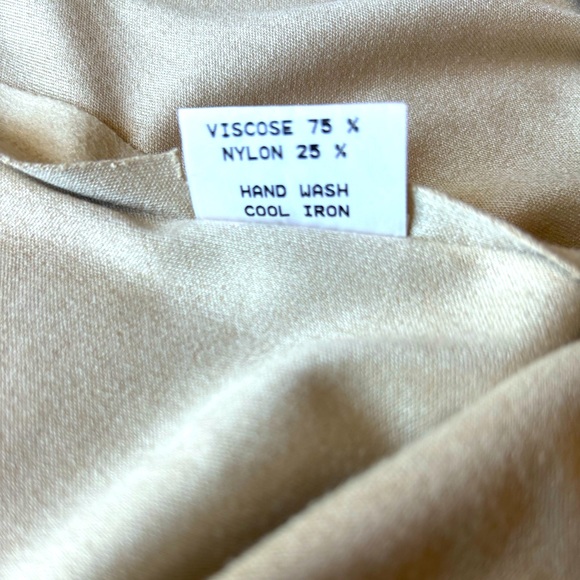 VISCOSE 75 %
NYLON 25 %
HAND WASH
COOL IRON